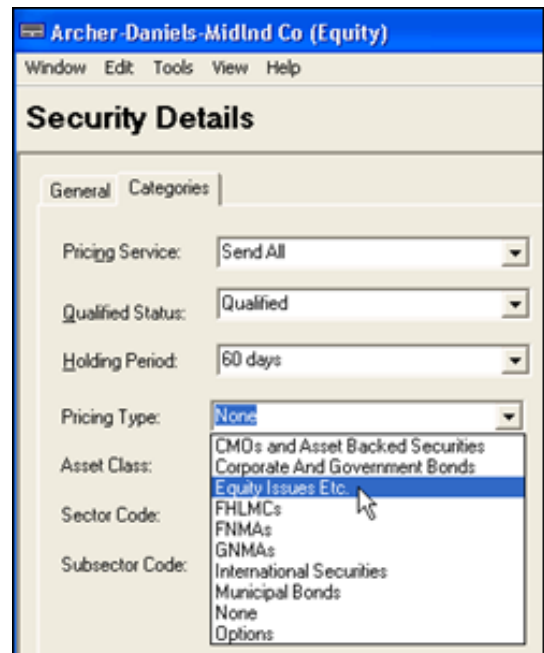 Archer-Daniels-Midlnd Co (Equity)
Window Edit Tools View Help
Security Details
General Categories
Pricing Service: Send All
Qualified Status: Qualified
Holding Period: 60 days
Pricing Type: None
CMOs and Asset Backed Securities
Asset Class: Corporate And Government Bonds
Equity Issues Etc.
Sector Code: FHLMCs
FNMAs
GNMAs
Subsector Code: International Securities
Municipal Bonds
None
Options